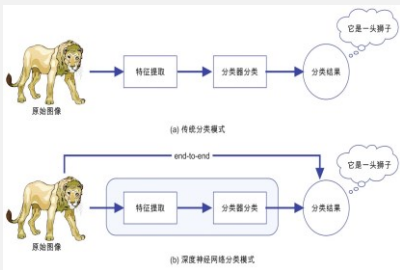 它是一头狮子
特征提取
分类器分类
分类结果
原始图像
(a) 传统分类模式
end-to-end
它是一头狮子
特征提取
分类器分类
分类结果
原始图像
(b) 深度神经网络分类模式